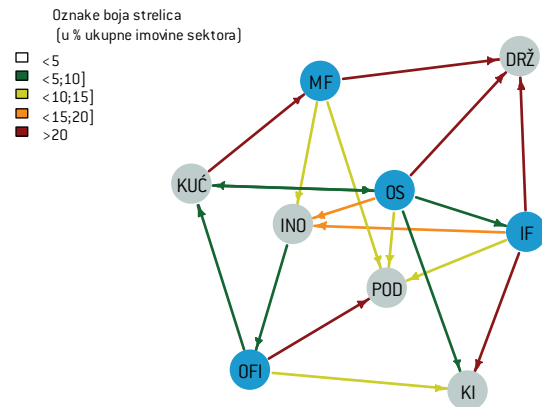 Oznake boja strelica
(u % ukupne imovine sektora)
<5
<5;10]
<10;15]
<15;20]
>20
DRŽ
MF
KUĆ
OS
INO
IF
POD
OFI
KI